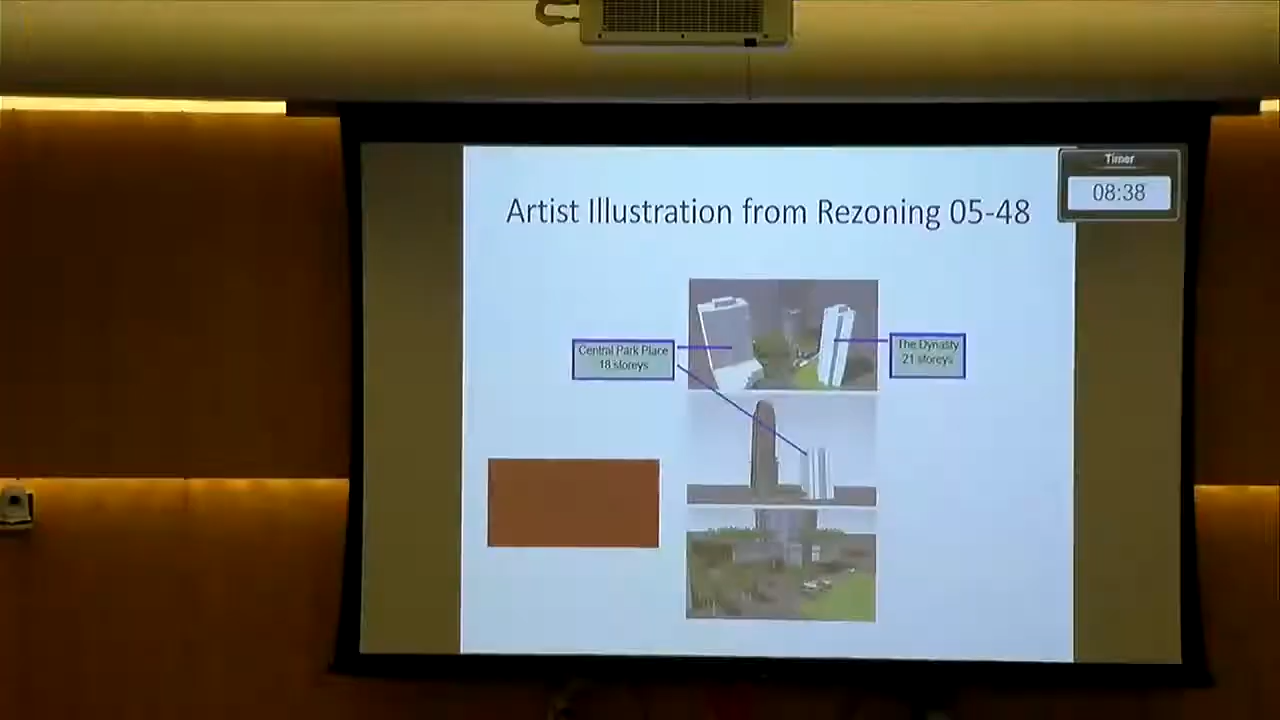 Timer
08:38
Artist Illustration from Rezoning 05-48
Central Park Place
18 storeys
The Dynasty
21 storeys